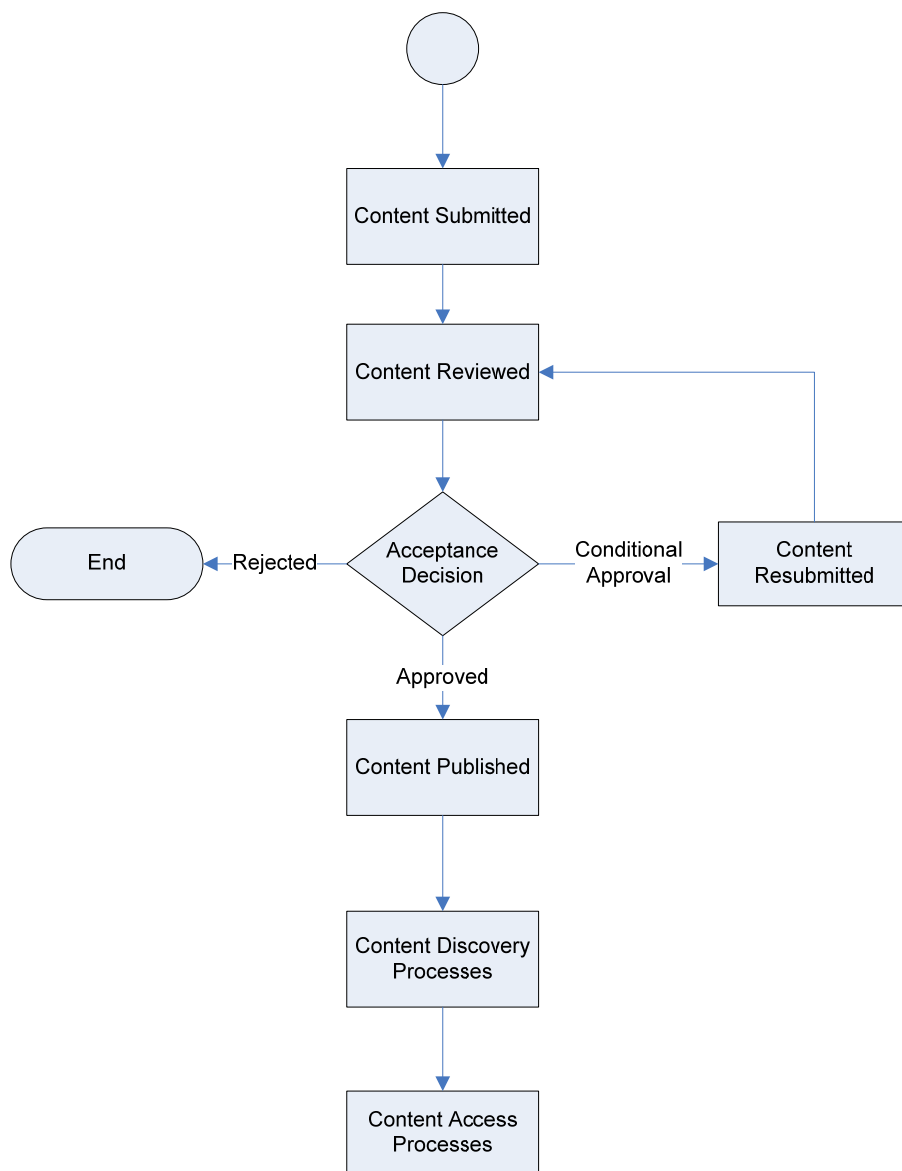 Content Submitted
Content Reviewed
End
Rejected
Acceptance
Decision
Conditional
Approval
Content
Resubmitted
Approved
Content Published
Content Discovery
Processes
Content Access
Processes